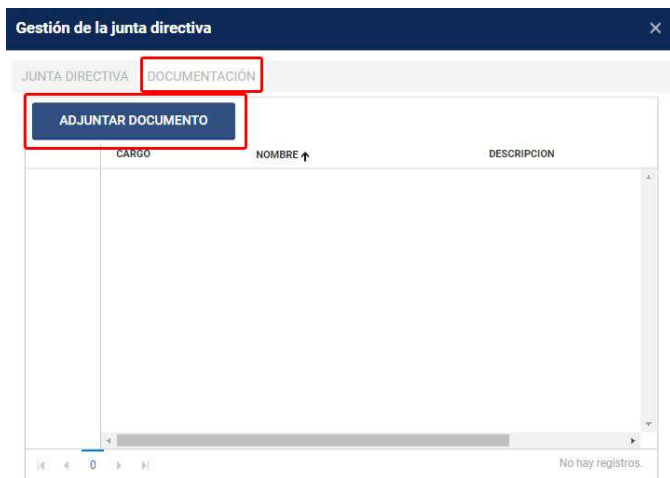 Gestión de la junta directiva
JUNTA DIRECTIVA DOCUMENTACIÓN
ADJUNTAR DOCUMENTO
CARGO NOMBRE DESCRIPCION
0 No hay registros.